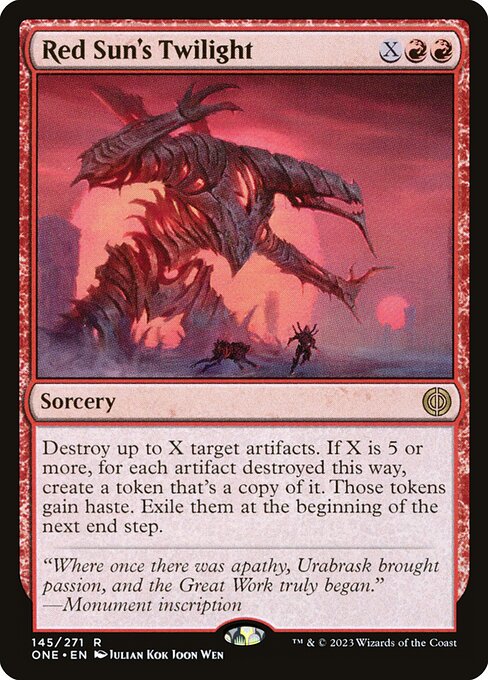 Red Sun's Twilight X
Sorcery
Destroy up to X target artifacts. If X is 5 or
more, for each artifact destroyed this way,
create a token that's a copy of it. Those tokens
gain haste. Exile them at the beginning of the
next end step.
“Where once there was apathy, Urabrask brought
passion, and the Great Work truly began.”
—Monument inscription
145/271 R
ONE • EN Julian Kok Joon Wen
™ & © 2023 Wizards of the Coast